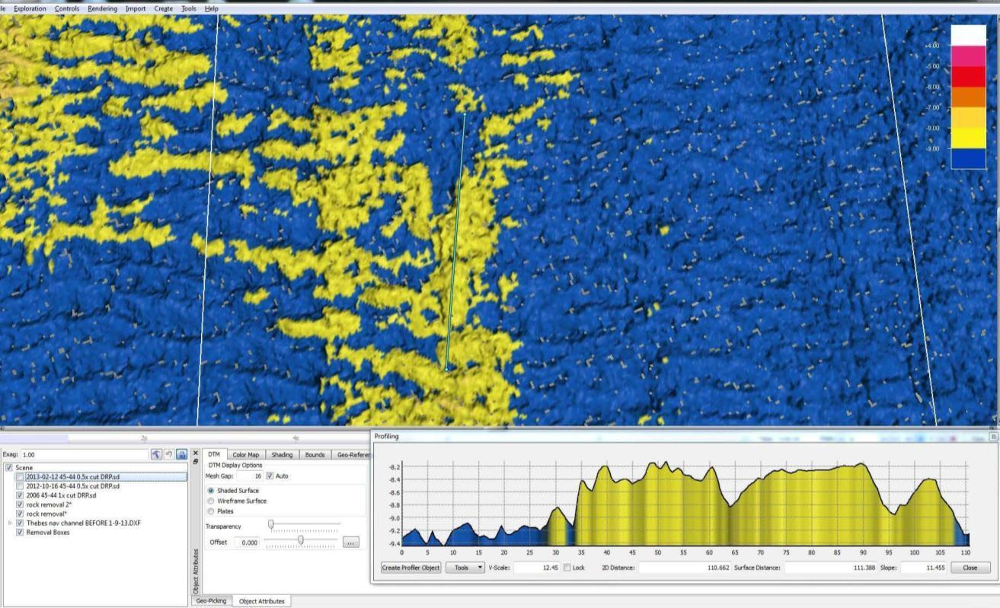 le Exploration Controls Rendering Import Create Tools Help
-4.00
-5.00
-6.00
-7.00
-8.00
-9.00
2s 4s
Exag: 1.00
Scene
2013-02-12 45-44 0.5x cut DRP.sd
2012-10-16 45-44 0.5x cut DRP.sd
2006 45-44 1x cut DRP.sd
rock removal 2*
rock removal*
Thebes nav channel BEFORE 1-9-13.DXF
Removal Boxes
Object Attributes
DTM Color Map Shading Bounds Geo-Referen
DTM Display Options
Mesh Gap: 16 Auto
Shaded Surface
Wireframe Surface
Plates
Transparency
Offset 0.000 ...
Geo-Picking Object Attributes
Profiling
-8.2
-8.4
-8.6
-8.8
-9.0
-9.2
-9.4
0 5 10 15 20 25 30 35 40 45 50 55 60 65 70 75 80 85 90 95 100 105 110
Create Profiler Object Tools V-Scale: 12.45 Lock 2D Distance: 110.662 Surface Distance: 111.388 Slope: 11.455 Close